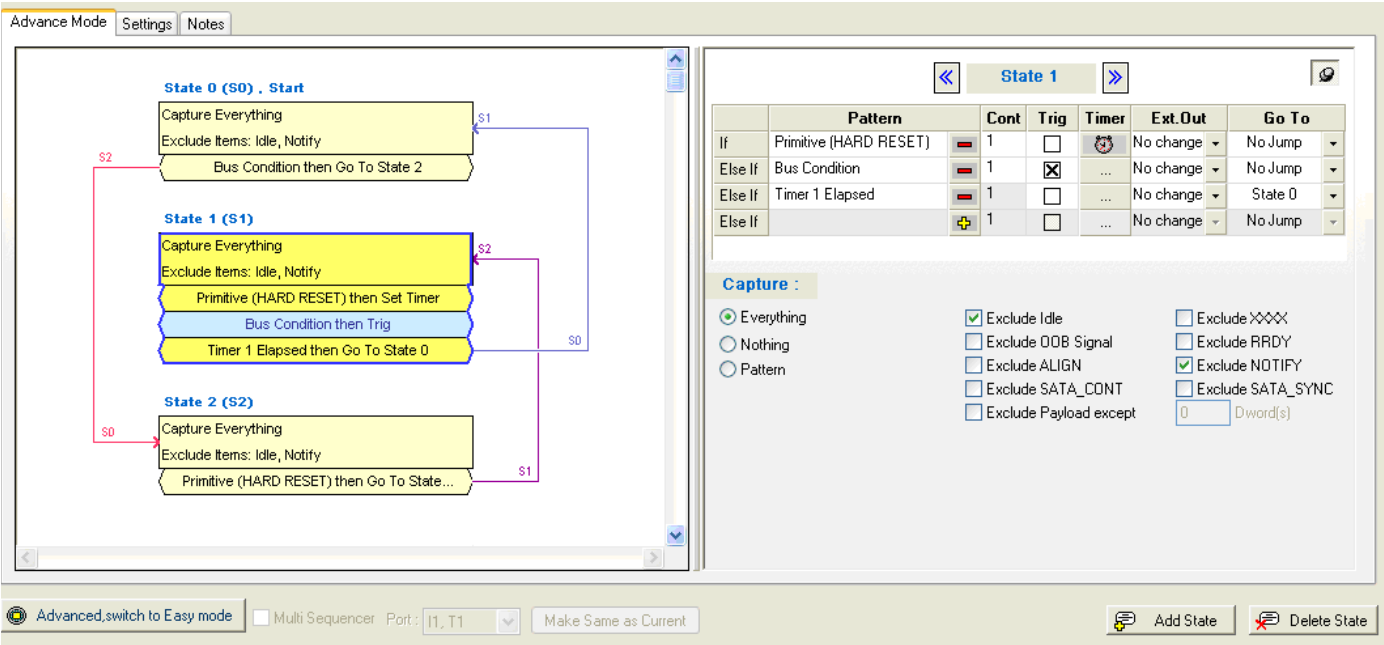 Advance Mode Settings Notes
State 0 (S0) , Start
Capture Everything
Exclude Items: Idle, Notify
Bus Condition then Go To State 2
S1
S2
State 1 (S1)
Capture Everything
Exclude Items: Idle, Notify
Primitive (HARD RESET) then Set Timer
Bus Condition then Trig
Timer 1 Elapsed then Go To State 0
S2
S0
State 2 (S2)
Capture Everything
Exclude Items: Idle, Notify
Primitive (HARD RESET) then Go To State...
S0
S1
State 1
Pattern Cont Trig Timer Ext.Out Go To
If Primitive (HARD RESET) 1 No change No Jump
Else If Bus Condition 1 ... No change No Jump
Else If Timer 1 Elapsed 1 ... No change State 0
Else If 1 ... No change No Jump
Capture :
Everything
Nothing
Pattern
Exclude Idle
Exclude OOB Signal
Exclude ALIGN
Exclude SATA_CONT
Exclude Payload except 0 Dword(s)
Exclude XXXX
Exclude RRDY
Exclude NOTIFY
Exclude SATA_SYNC
Advanced,switch to Easy mode Multi Sequencer Port : I1, T1 Make Same as Current Add State Delete State